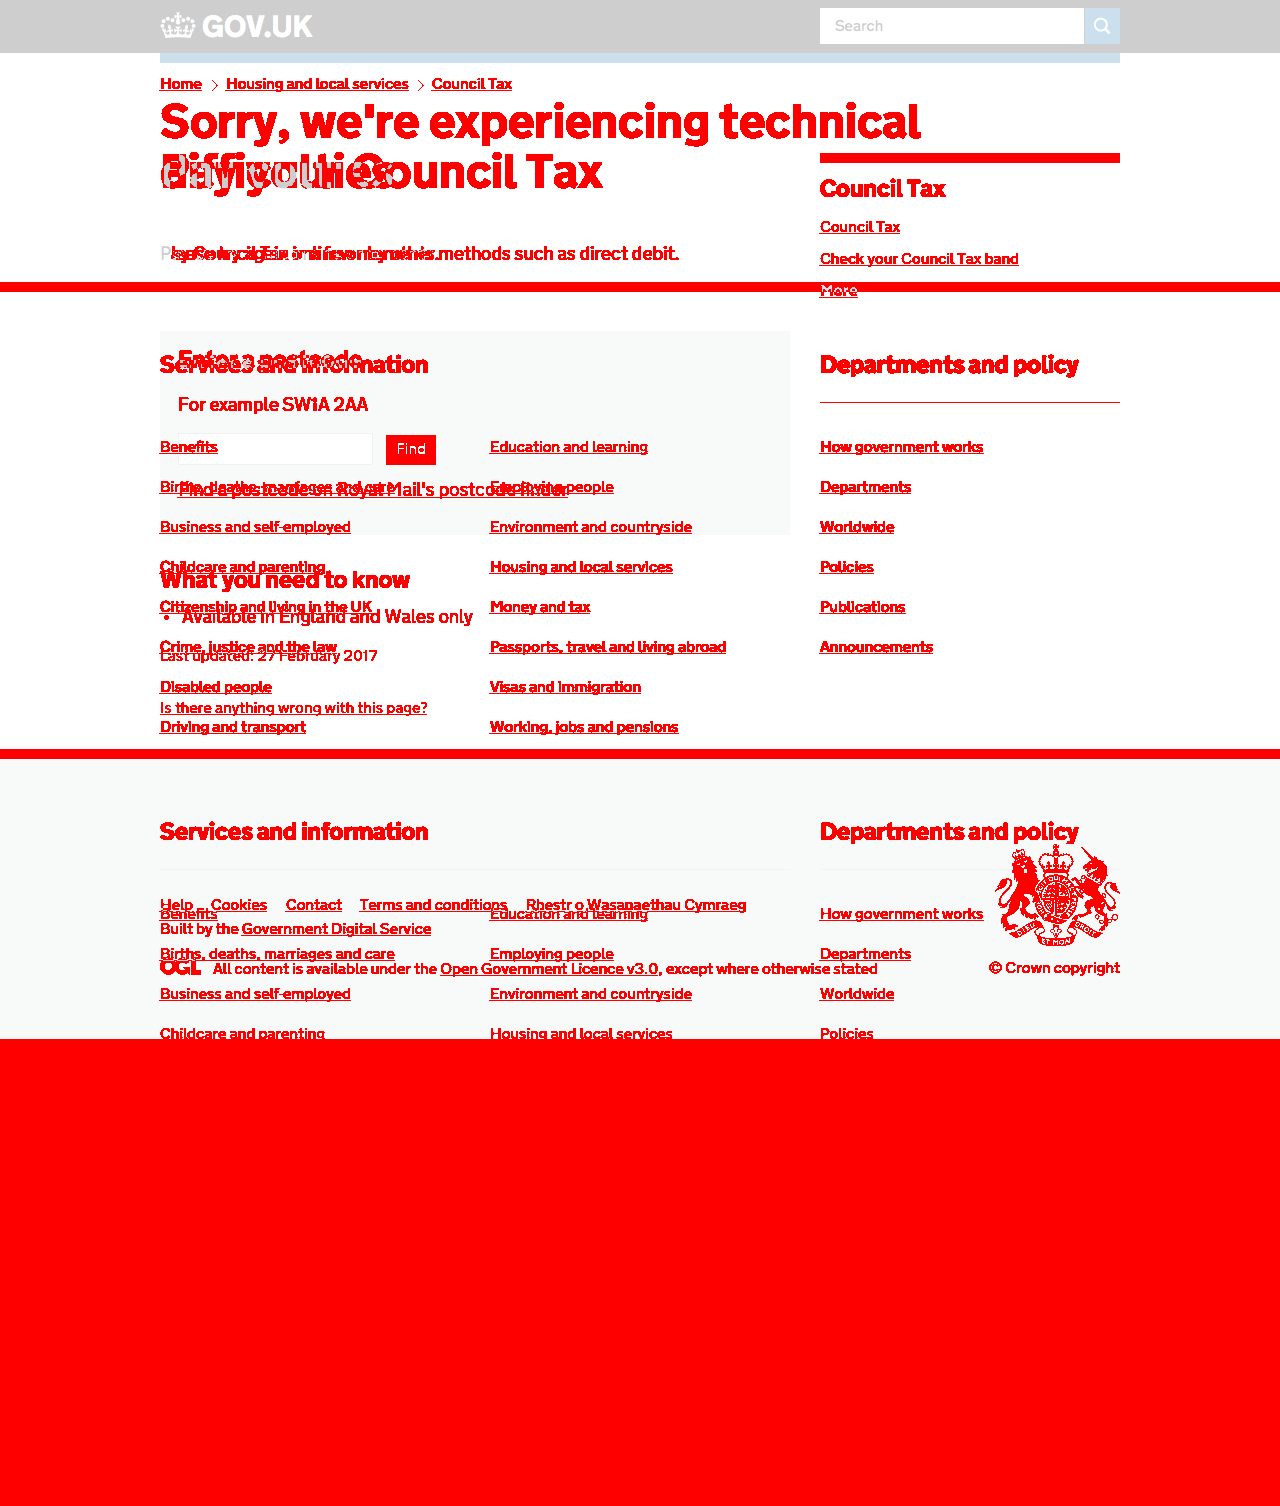 GOV.UK
Search
Home
Housing and local services
Council Tax
Sorry, we're experiencing technical
difficulties
Pay your Council Tax
Council Tax
Council Tax
Check your Council Tax band
More
methods such as direct debit.
Enter a postcode
Services and information
Departments and policy
For example SW1A 2AA
Benefits
Find
Education and learning
How government works
Births, deaths, marriages and care
Find a postcode on Royal Mail's postcode finder
Employing people
Departments
Business and self-employed
Environment and countryside
Worldwide
Childcare and parenting
Housing and local services
Policies
What you need to know
Citizenship and living in the UK
Money and tax
Publications
• Available in England and Wales only
Crime, justice and the law
Passports, travel and living abroad
Announcements
Last updated: 27 February 2017
Disabled people
Visas and immigration
Is there anything wrong with this page?
Driving and transport
Working, jobs and pensions
Services and information
Departments and policy
Help
Cookies
Contact
Terms and conditions
Rhestr o Wasanaethau Cymraeg
Benefits
Education and learning
How government works
Built by the Government Digital Service
Births, deaths, marriages and care
Employing people
Departments
OGL
All content is available under the Open Government Licence v3.0, except where otherwise stated
© Crown copyright
Business and self-employed
Environment and countryside
Worldwide
Childcare and parenting
Housing and local services
Policies